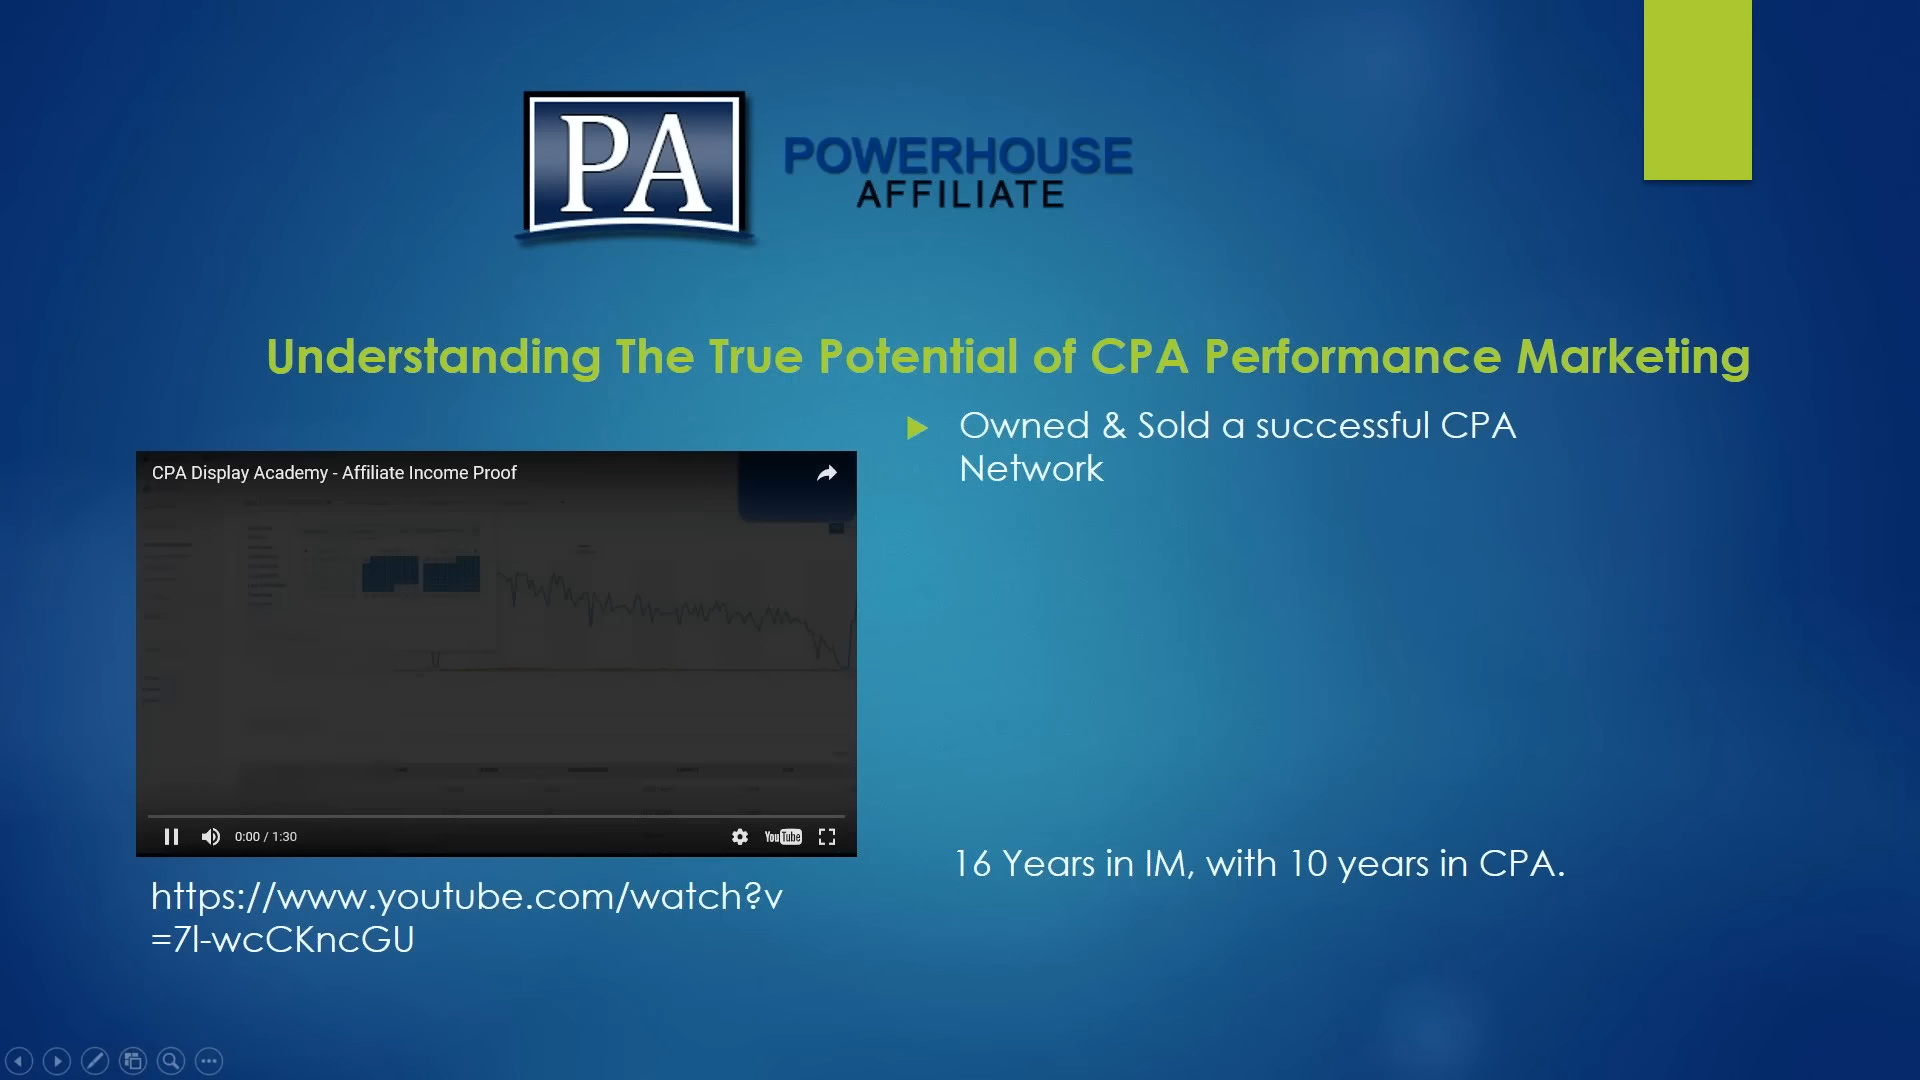 PA
POWERHOUSE
AFFILIATE
Understanding The True Potential of CPA Performance Marketing
Owned & Sold a successful CPA
Network
CPA Display Academy - Affiliate Income Proof
0:00 / 1:30
YouTube
https://www.youtube.com/watch?v
=7l-wcCKncGU
16 Years in IM, with 10 years in CPA.